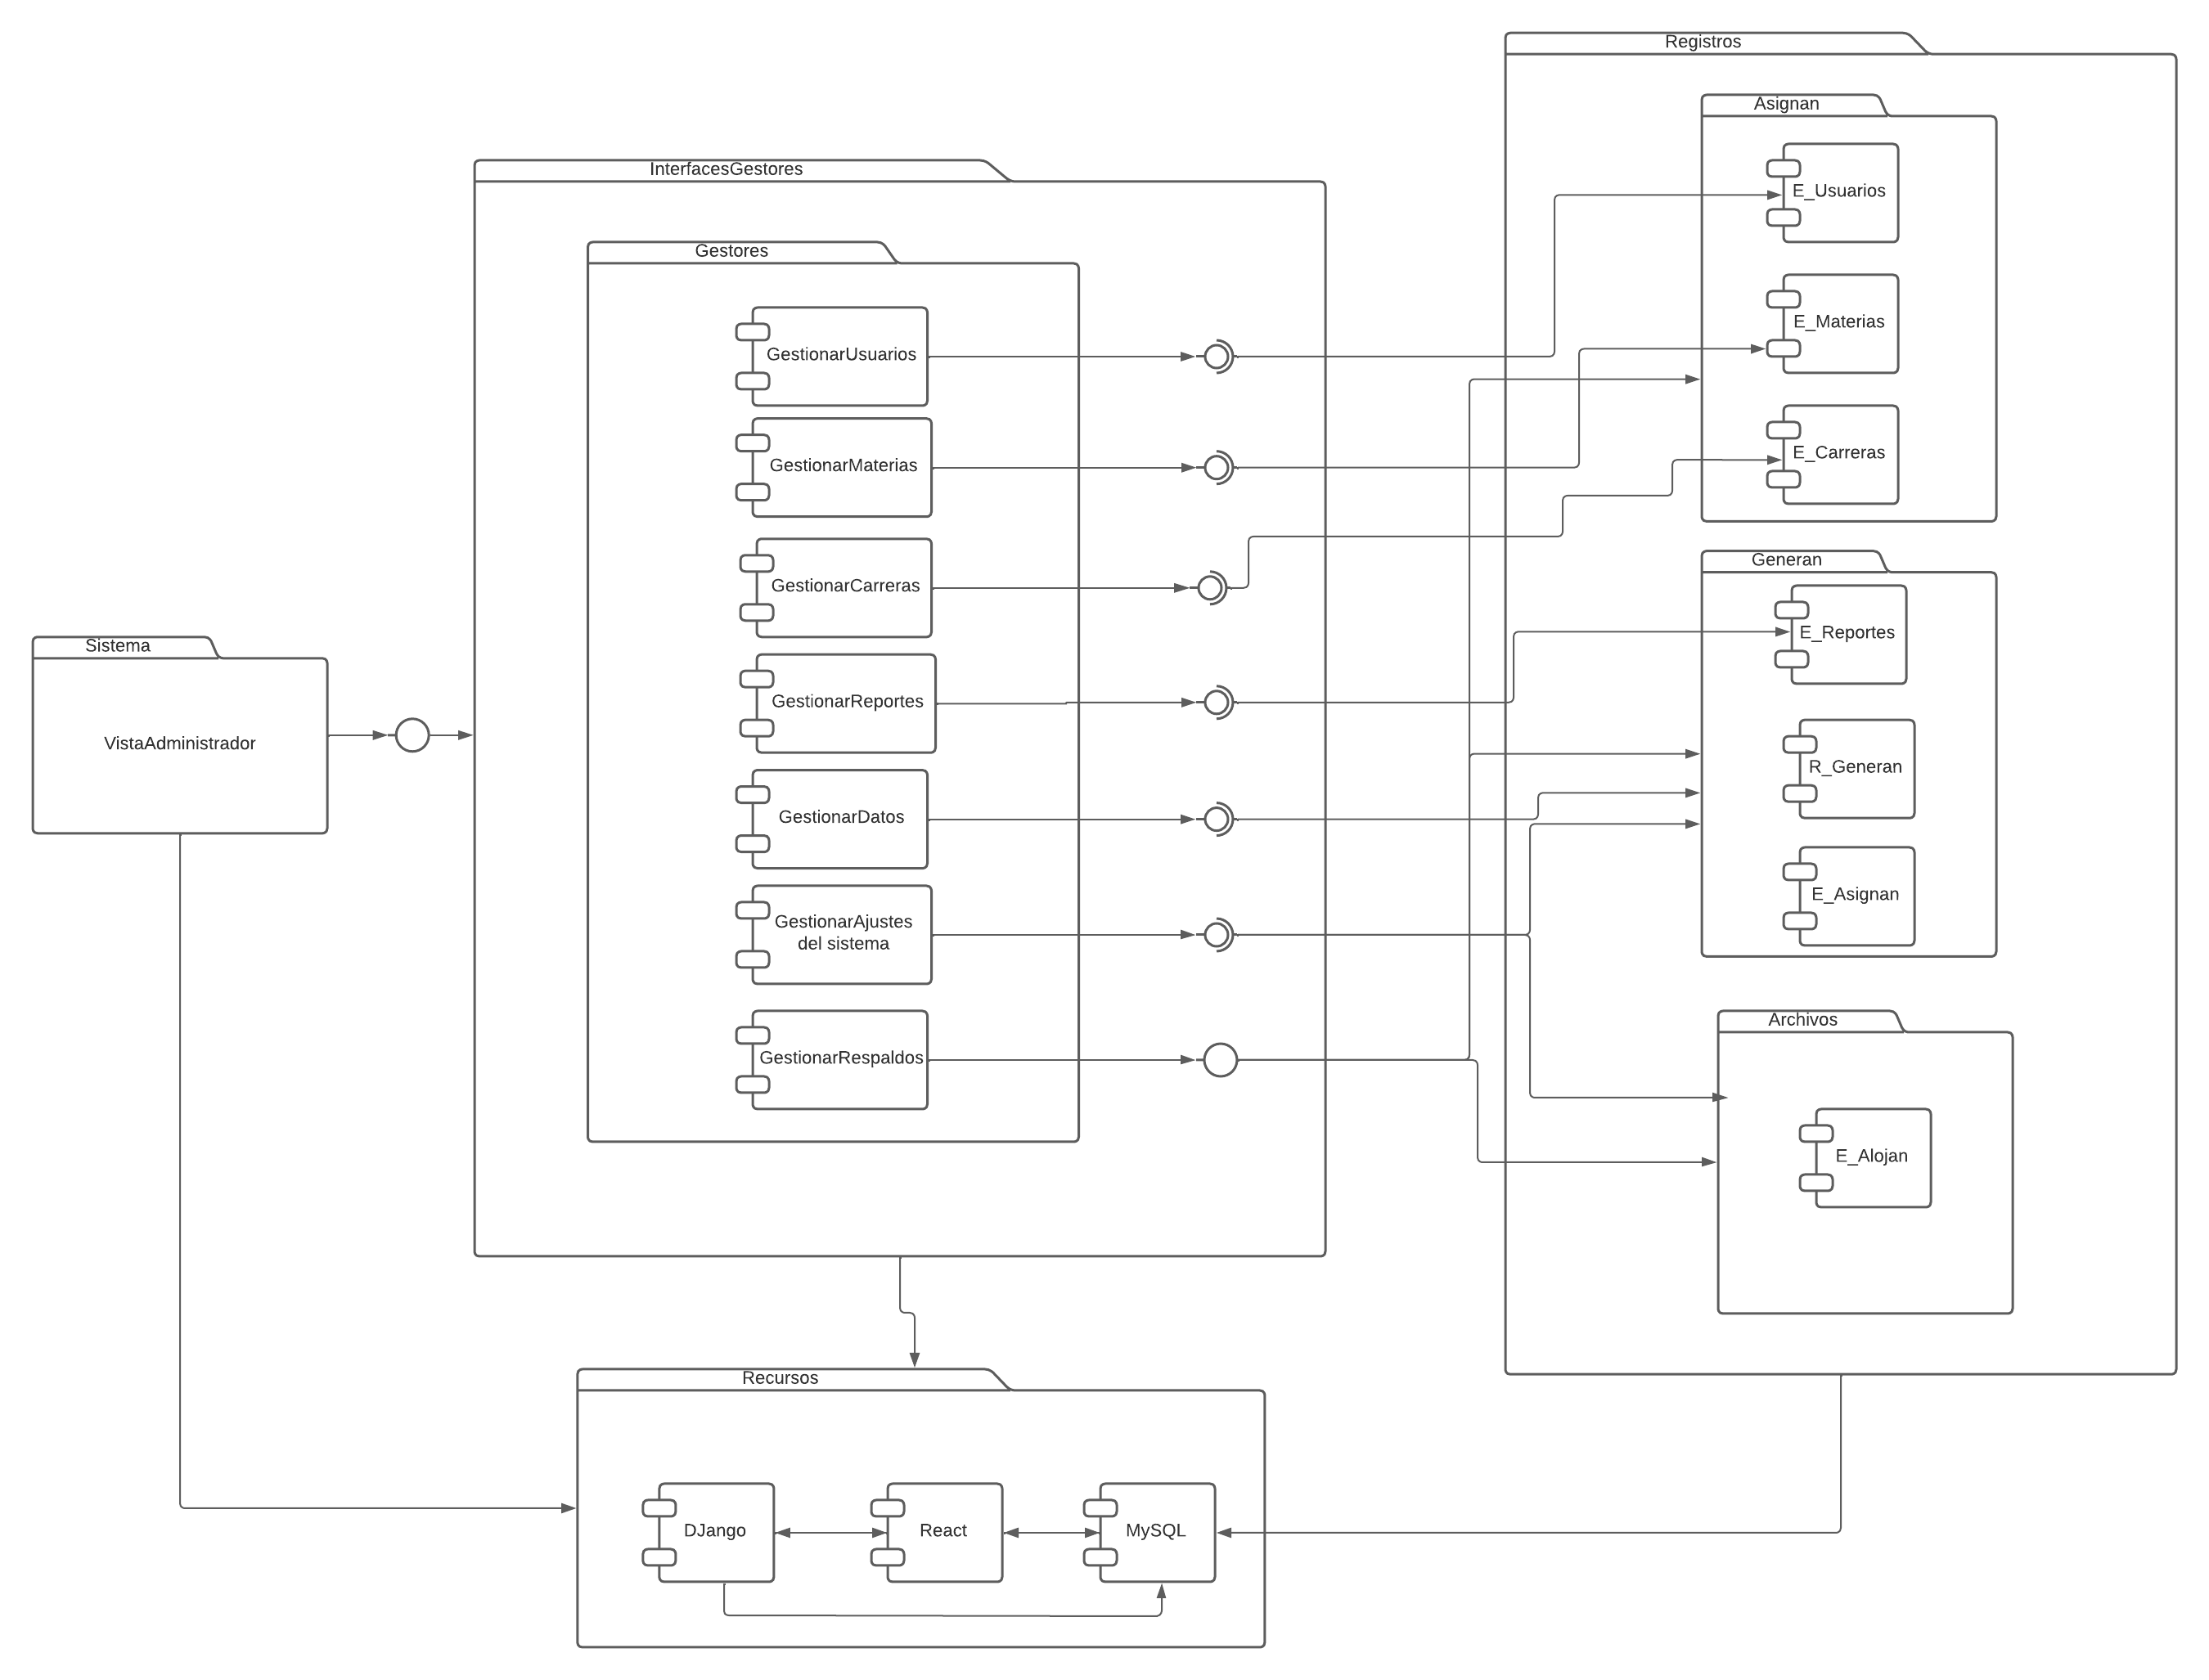 Registros
Asignan
E_Usuarios
E_Materias
E_Carreras
InterfacesGestores
Gestores
GestionarUsuarios
GestionarMaterias
GestionarCarreras
GestionarReportes
GestionarDatos
GestionarAjustes
del sistema
GestionarRespaldos
Generan
E_Reportes
R_Generan
E_Asignan
Sistema
VistaAdministrador
Archivos
E_Alojan
Recursos
DJango
React
MySQL